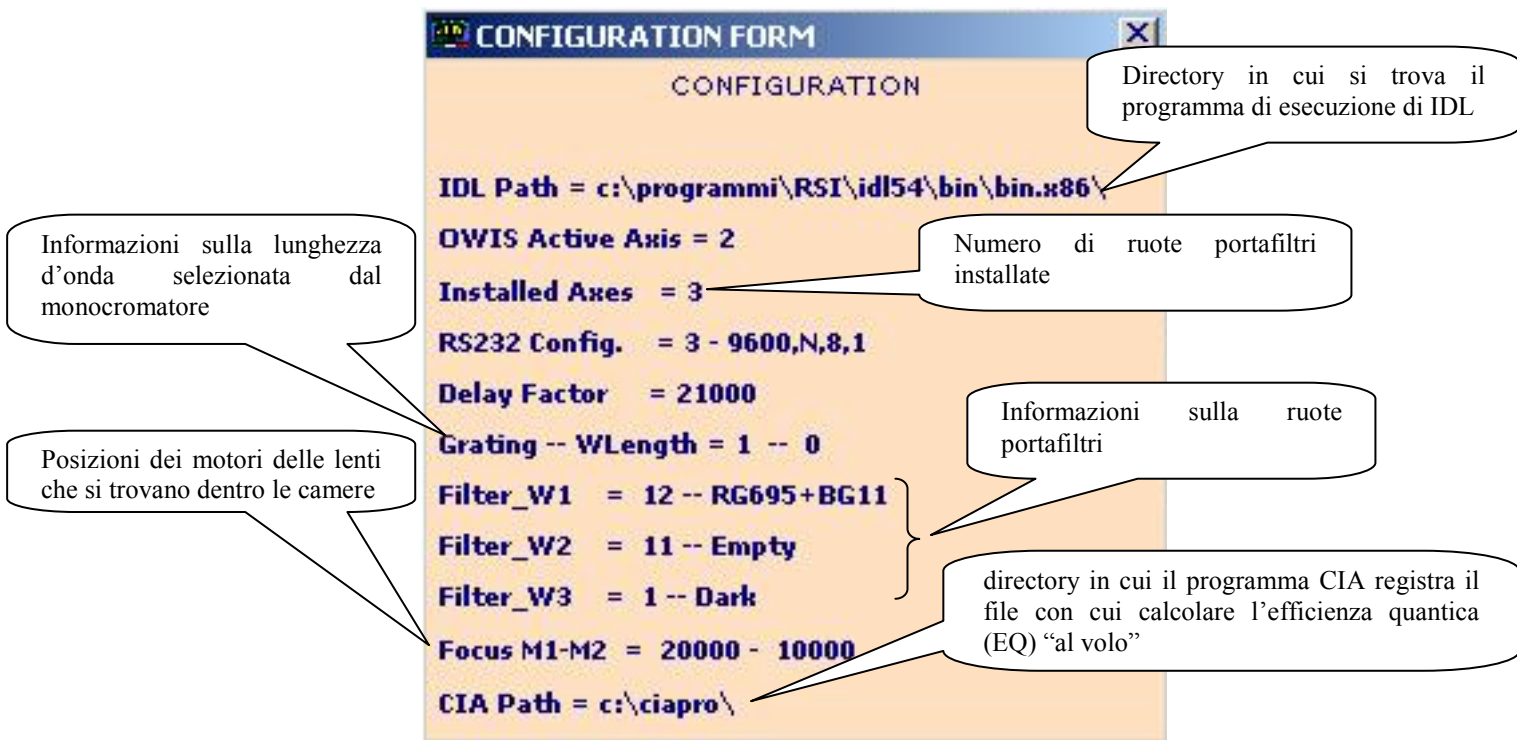 CONFIGURATION FORM
CONFIGURATION
Directory in cui si trova il
programma di esecuzione di IDL
IDL Path = c:\programmi\RSI\idl54\bin\bin.x86\
OWIS Active Axis = 2
Numero di ruote portafiltri
installate
Informazioni sulla lunghezza
d'onda selezionata dal
monocromatore
Installed Axes = 3
RS232 Config. = 3 - 9600,N,8,1
Delay Factor = 21000
Informazioni sulla ruote
portafiltri
Grating -- WLength = 1 -- 0
Posizioni dei motori delle lenti
che si trovano dentro le camere
Filter_W1 = 12 -- RG695+BG11
Filter_W2 = 11 -- Empty
Filter_W3 = 1 -- Dark
directory in cui il programma CIA registra il
file con cui calcolare l'efficienza quantica
(EQ) "al volo"
Focus M1-M2 = 20000 - 10000
CIA Path = c:\ciapro\